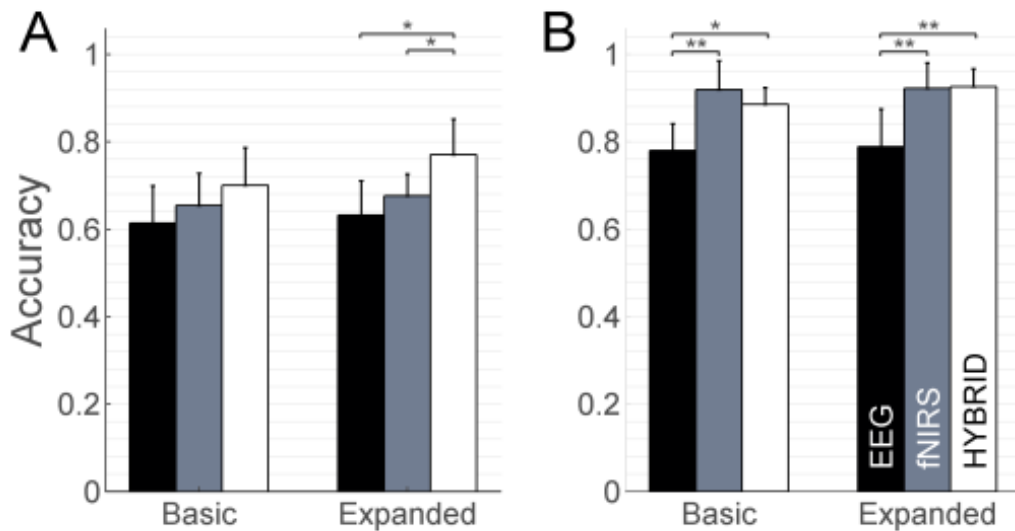 A
B
*
*
*
**
**
**
1
0.8
0.6
0.4
0.2
0
1
0.8
0.6
0.4
0.2
0
Accuracy
EEG
fNIRS
HYBRID
Basic
Expanded
Basic
Expanded